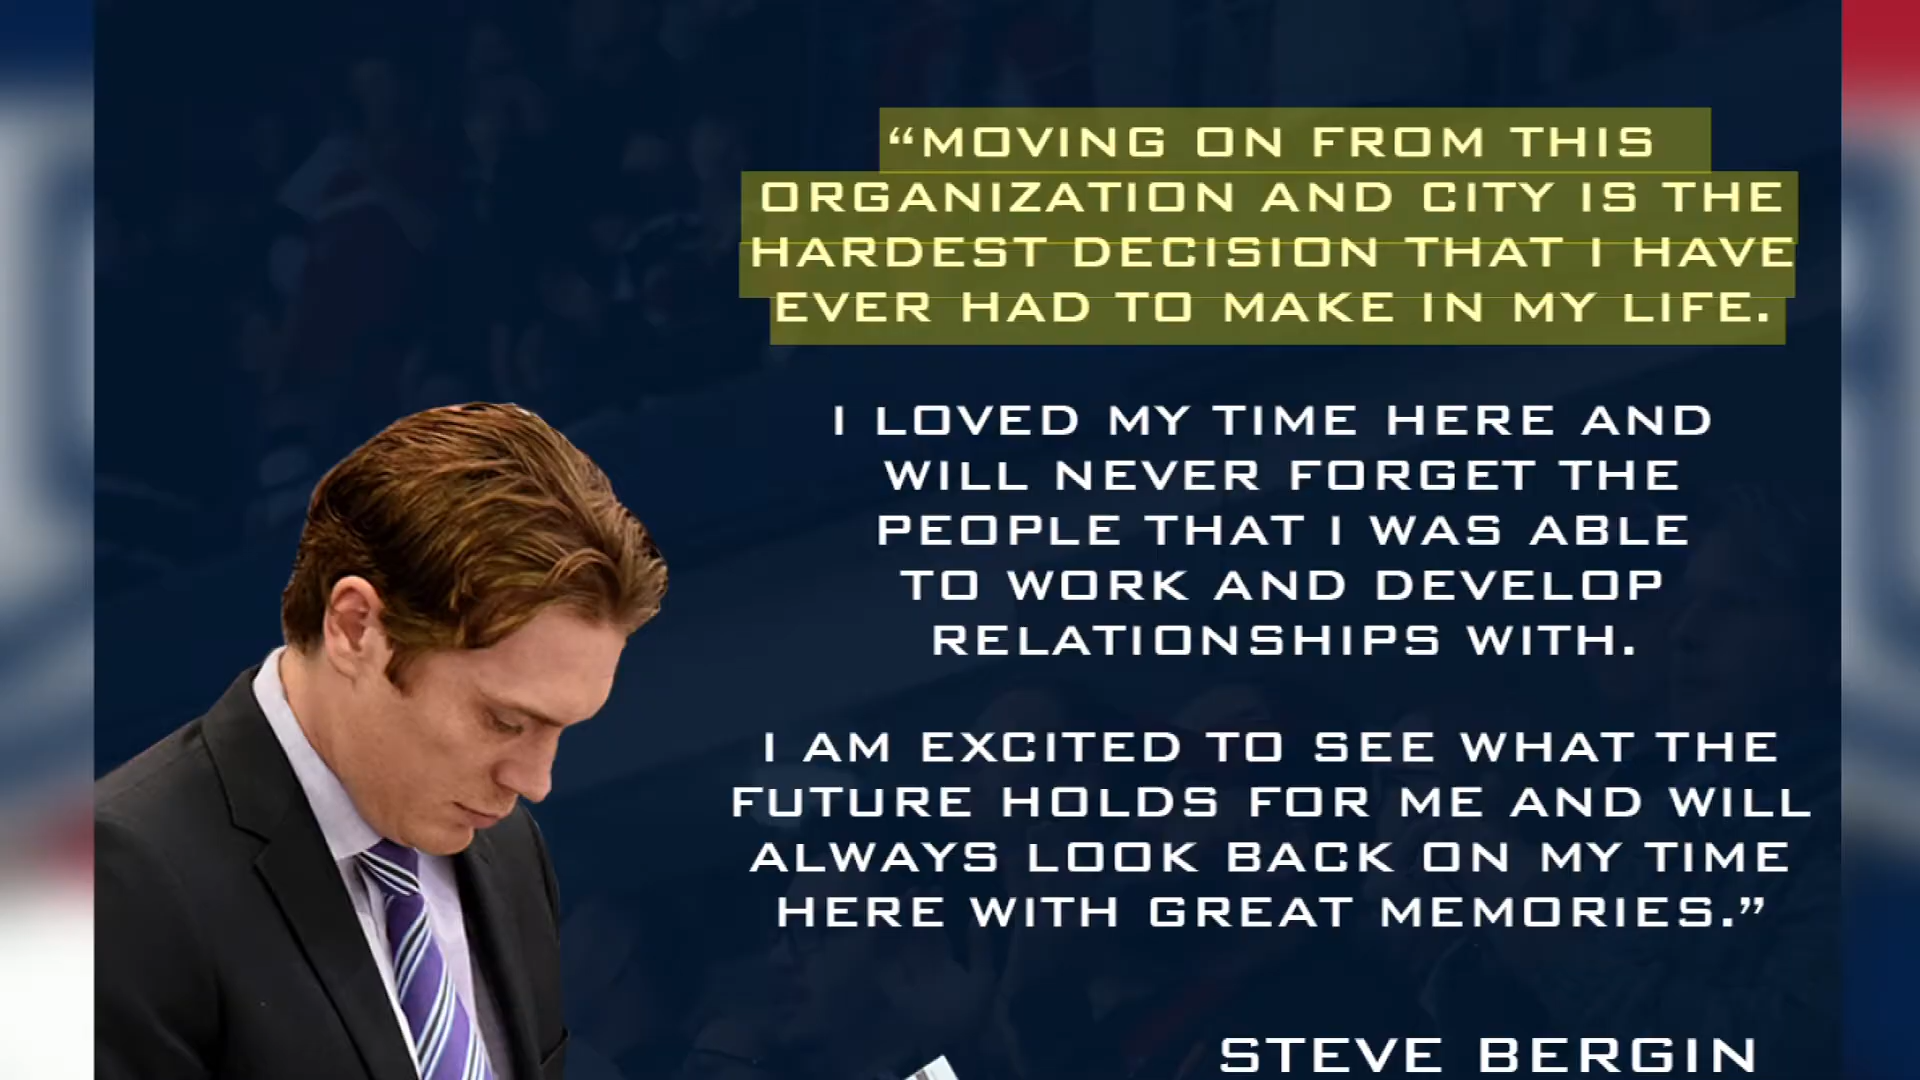 “MOVING ON FROM THIS
ORGANIZATION AND CITY IS THE
HARDEST DECISION THAT I HAVE
EVER HAD TO MAKE IN MY LIFE.
I LOVED MY TIME HERE AND
WILL NEVER FORGET THE
PEOPLE THAT I WAS ABLE
TO WORK AND DEVELOP
RELATIONSHIPS WITH.
I AM EXCITED TO SEE WHAT THE
FUTURE HOLDS FOR ME AND WILL
ALWAYS LOOK BACK ON MY TIME
HERE WITH GREAT MEMORIES.”
STEVE BERGIN